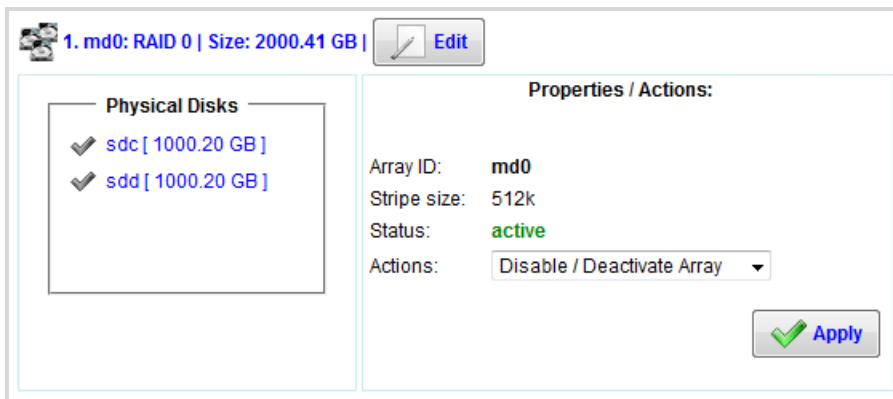 1. md0: RAID 0 | Size: 2000.41 GB | Edit
Physical Disks
sdc [ 1000.20 GB ]
sdd [ 1000.20 GB ]
Properties / Actions:
Array ID: md0
Stripe size: 512k
Status: active
Actions: Disable / Deactivate Array
Apply